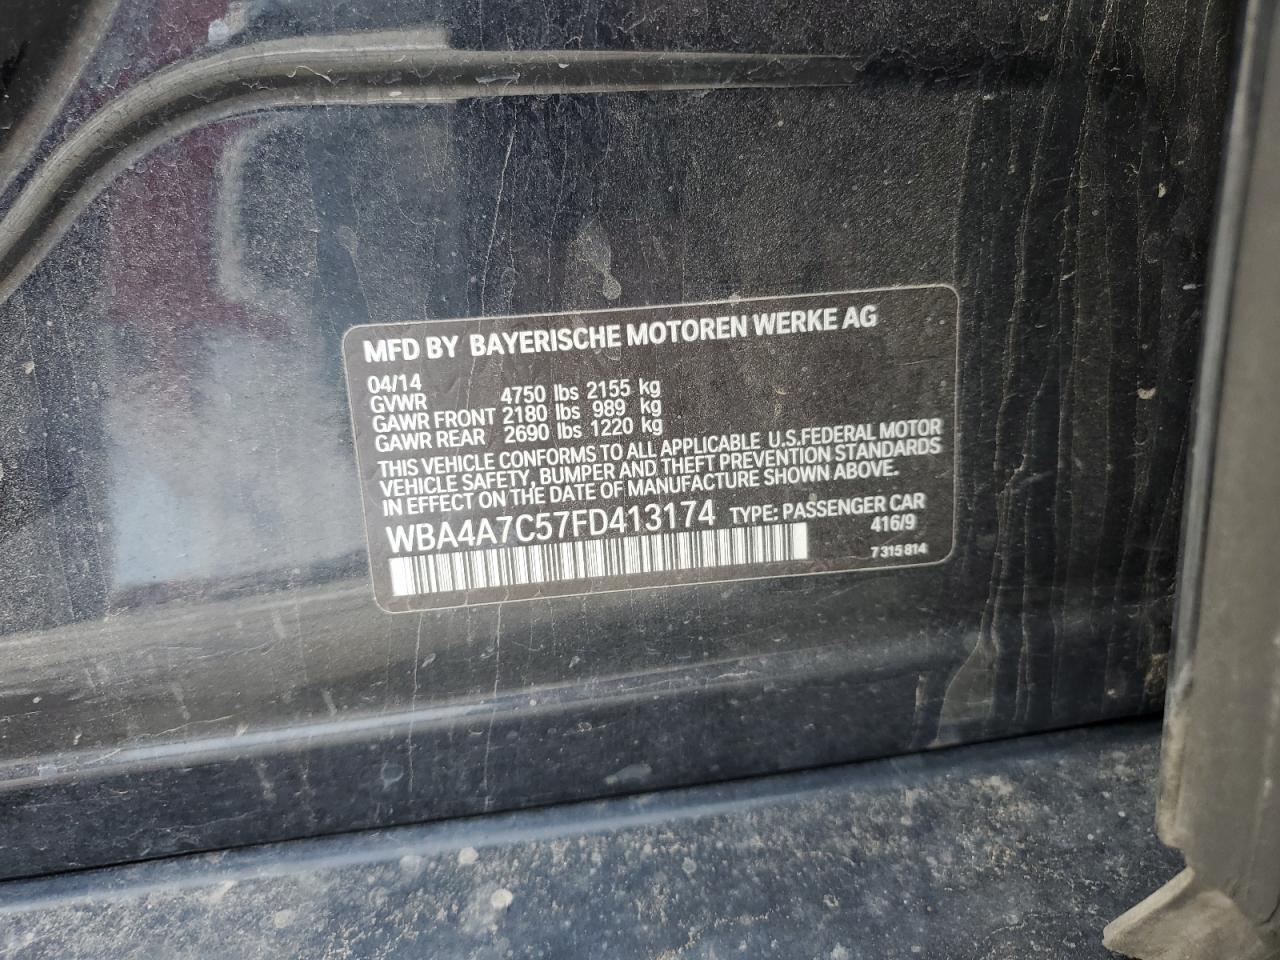 MFD BY BAYERISCHE MOTOREN WERKE AG
04/14
GVWR 4750 lbs 2155 kg
GAWR FRONT 2180 lbs 989 kg
GAWR REAR 2690 lbs 1220 kg
THIS VEHICLE CONFORMS TO ALL APPLICABLE U.S.FEDERAL MOTOR
VEHICLE SAFETY, BUMPER AND THEFT PREVENTION STANDARDS
IN EFFECT ON THE DATE OF MANUFACTURE SHOWN ABOVE.
WBA4A7C57FD413174 TYPE: PASSENGER CAR
416/9
7 315 814